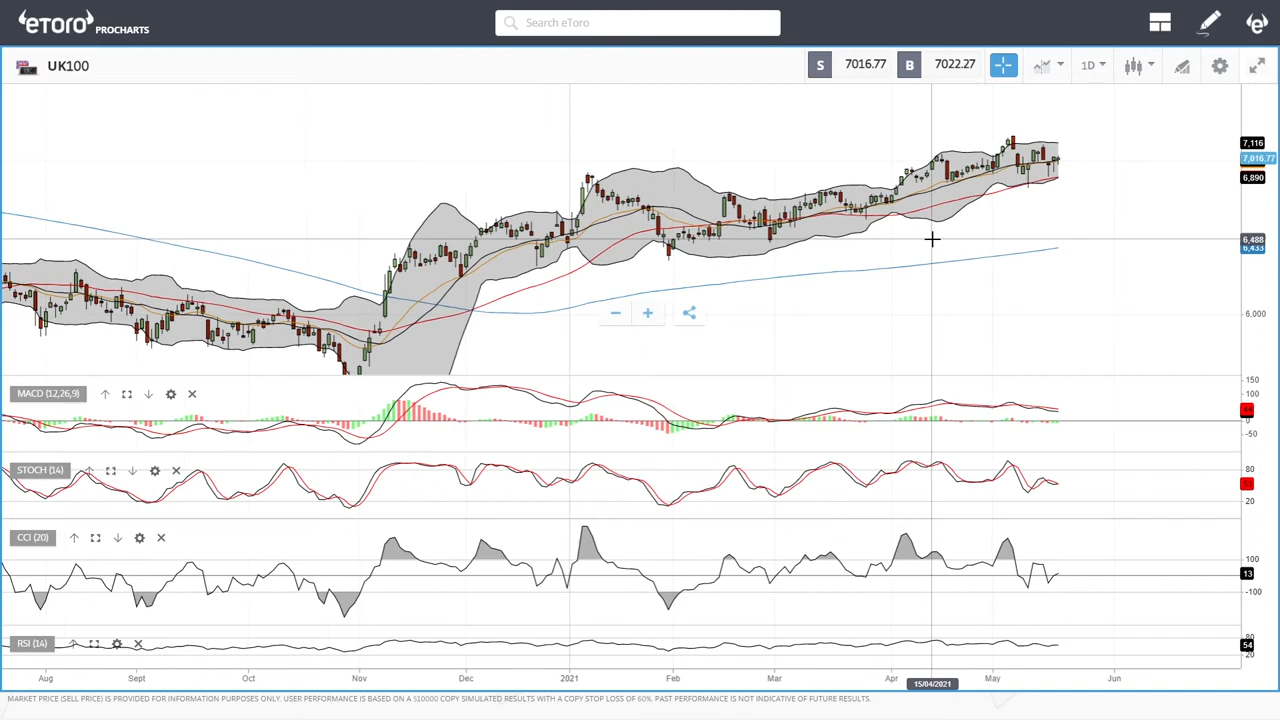 eToro PROCHARTS
Search eToro
UK100
S 7016.77 B 7022.27 1D
7,116
7,016.77
6,890
6,488
6,433
6,000
MACD (12,26,9)
150
100
0
-50
STOCH (14)
80
53
20
CCI (20)
100
13
-100
RSI (14)
80
54
20
Aug Sept Oct Nov Dec 2021 Feb Mar Apr May Jun
15/04/2021
MARKET PRICE (SELL PRICE) IS PROVIDED FOR INFORMATION PURPOSES ONLY. USER PERFORMANCE IS BASED ON A $10000 COPY SIMULATED RESULTS WITH A COPY STOP LOSS OF 60%. PAST PERFORMANCE IS NOT INDICATIVE OF FUTURE RESULTS.